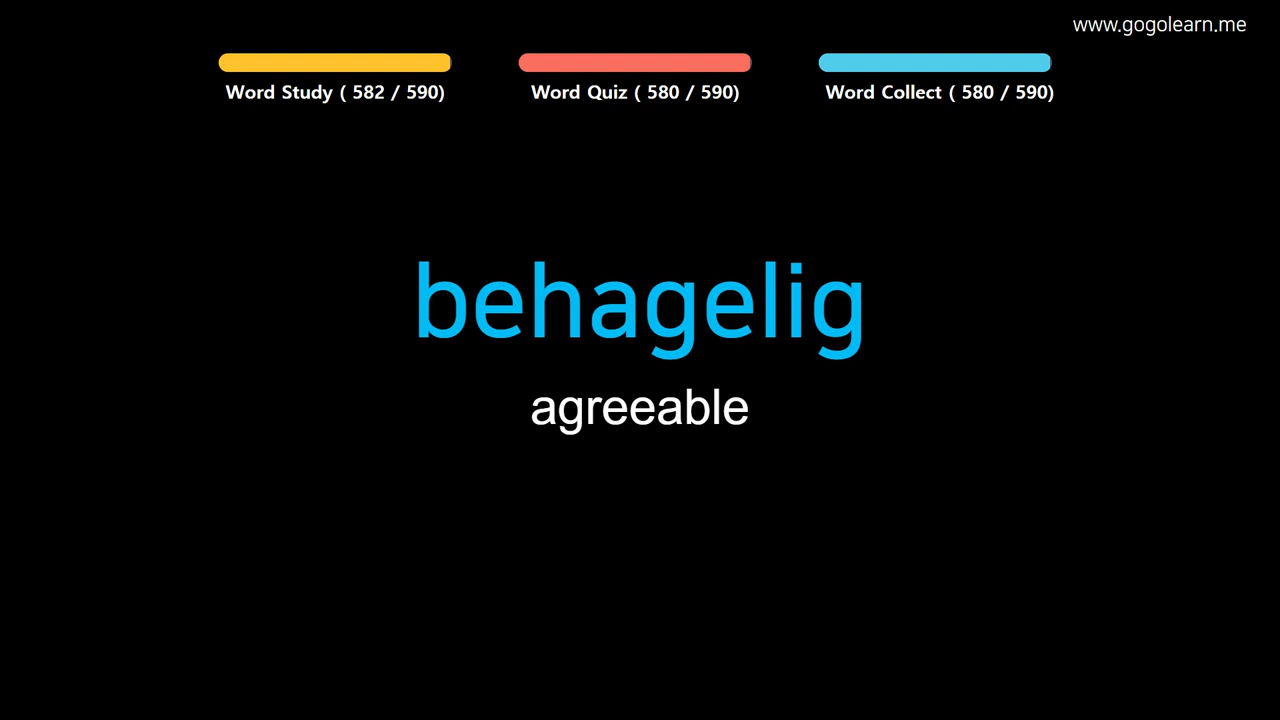 www.gogolearn.me
Word Study ( 582 / 590)
Word Quiz ( 580 / 590)
Word Collect ( 580 / 590)
behagelig
agreeable